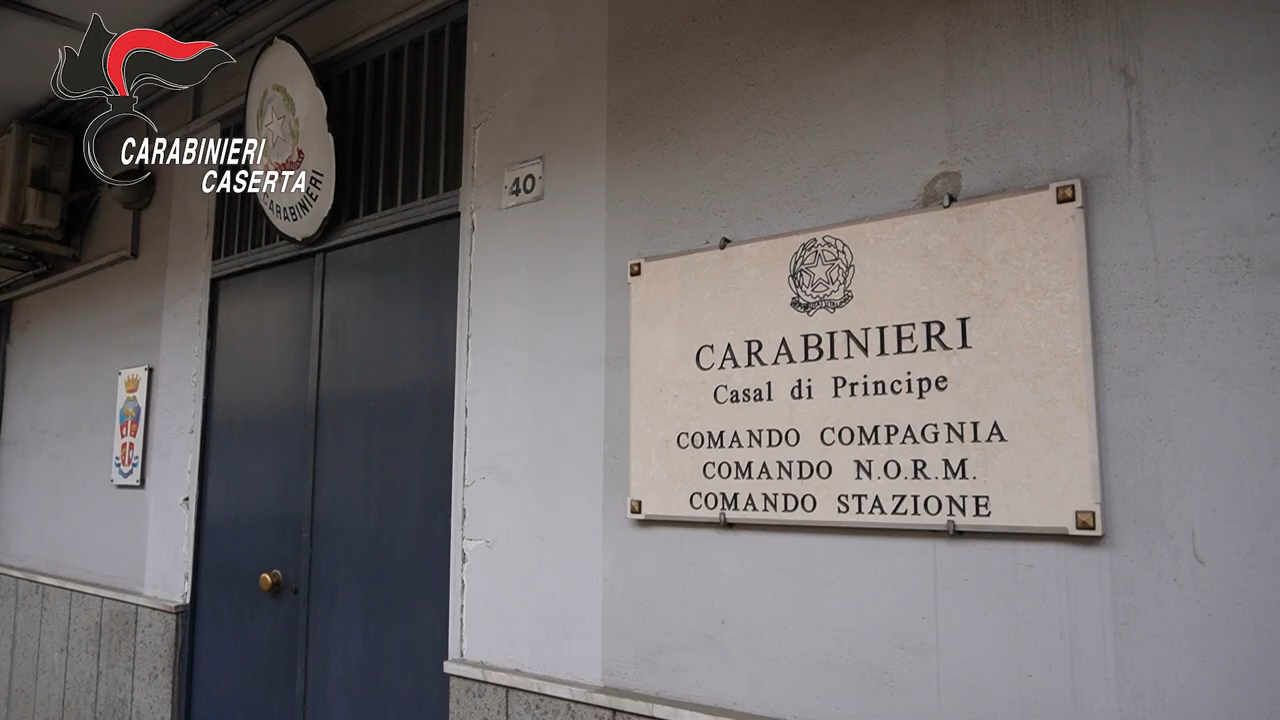 CARABINIERI
CASERTA
CARABINIERI
40
CARABINIERI
Casal di Principe
COMANDO COMPAGNIA
COMANDO N.O.R.M.
COMANDO STAZIONE